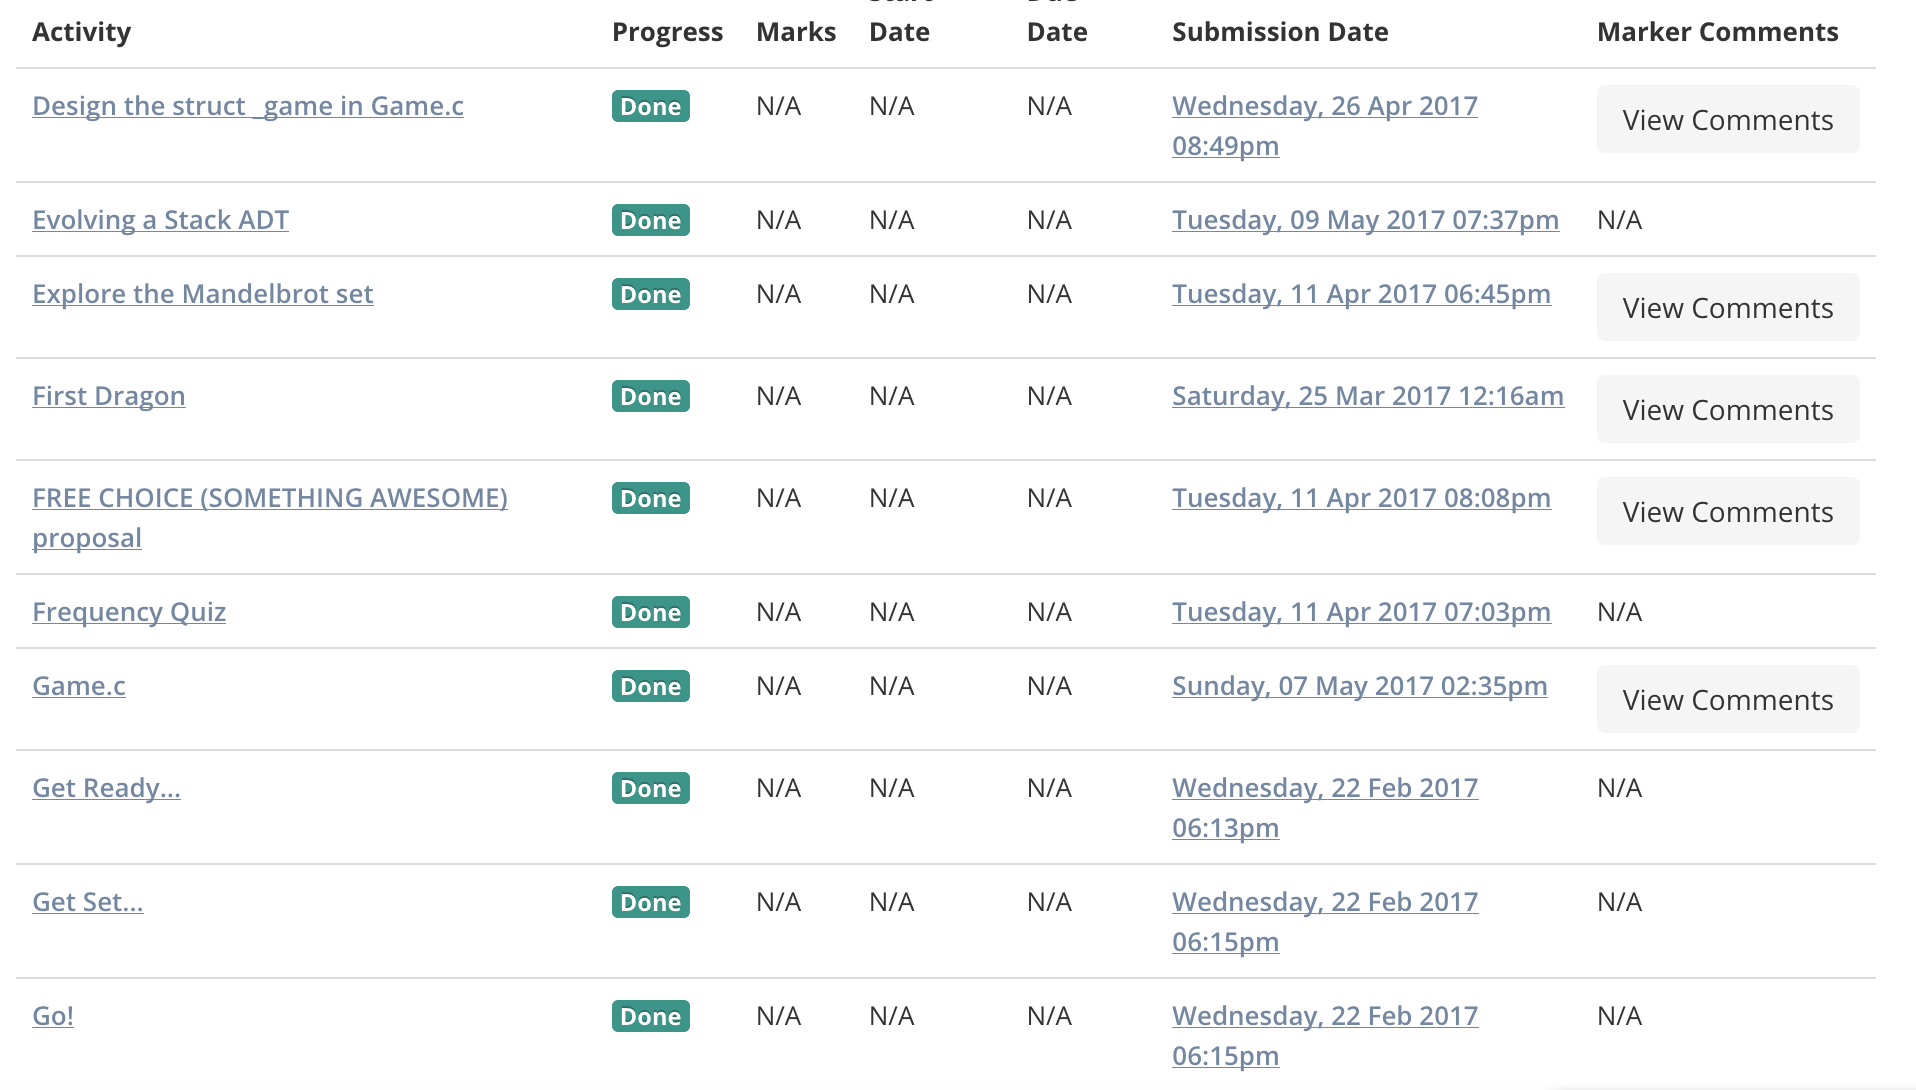 Activity Progress Marks Date Date Submission Date Marker Comments
Design the struct _game in Game.c Done N/A N/A N/A Wednesday, 26 Apr 2017 View Comments
08:49pm
Evolving a Stack ADT Done N/A N/A N/A Tuesday, 09 May 2017 07:37pm N/A
Explore the Mandelbrot set Done N/A N/A N/A Tuesday, 11 Apr 2017 06:45pm View Comments
First Dragon Done N/A N/A N/A Saturday, 25 Mar 2017 12:16am View Comments
FREE CHOICE (SOMETHING AWESOME) Done N/A N/A N/A Tuesday, 11 Apr 2017 08:08pm View Comments
proposal
Frequency Quiz Done N/A N/A N/A Tuesday, 11 Apr 2017 07:03pm N/A
Game.c Done N/A N/A N/A Sunday, 07 May 2017 02:35pm View Comments
Get Ready... Done N/A N/A N/A Wednesday, 22 Feb 2017 N/A
06:13pm
Get Set... Done N/A N/A N/A Wednesday, 22 Feb 2017 N/A
06:15pm
Go! Done N/A N/A N/A Wednesday, 22 Feb 2017 N/A
06:15pm